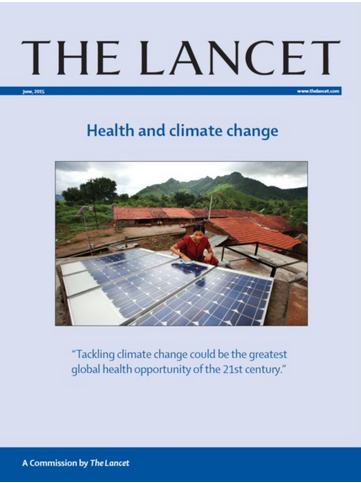 THE LANCET
June, 2015 www.thelancet.com
Health and climate change
“Tackling climate change could be the greatest
global health opportunity of the 21st century.”
A Commission by The Lancet